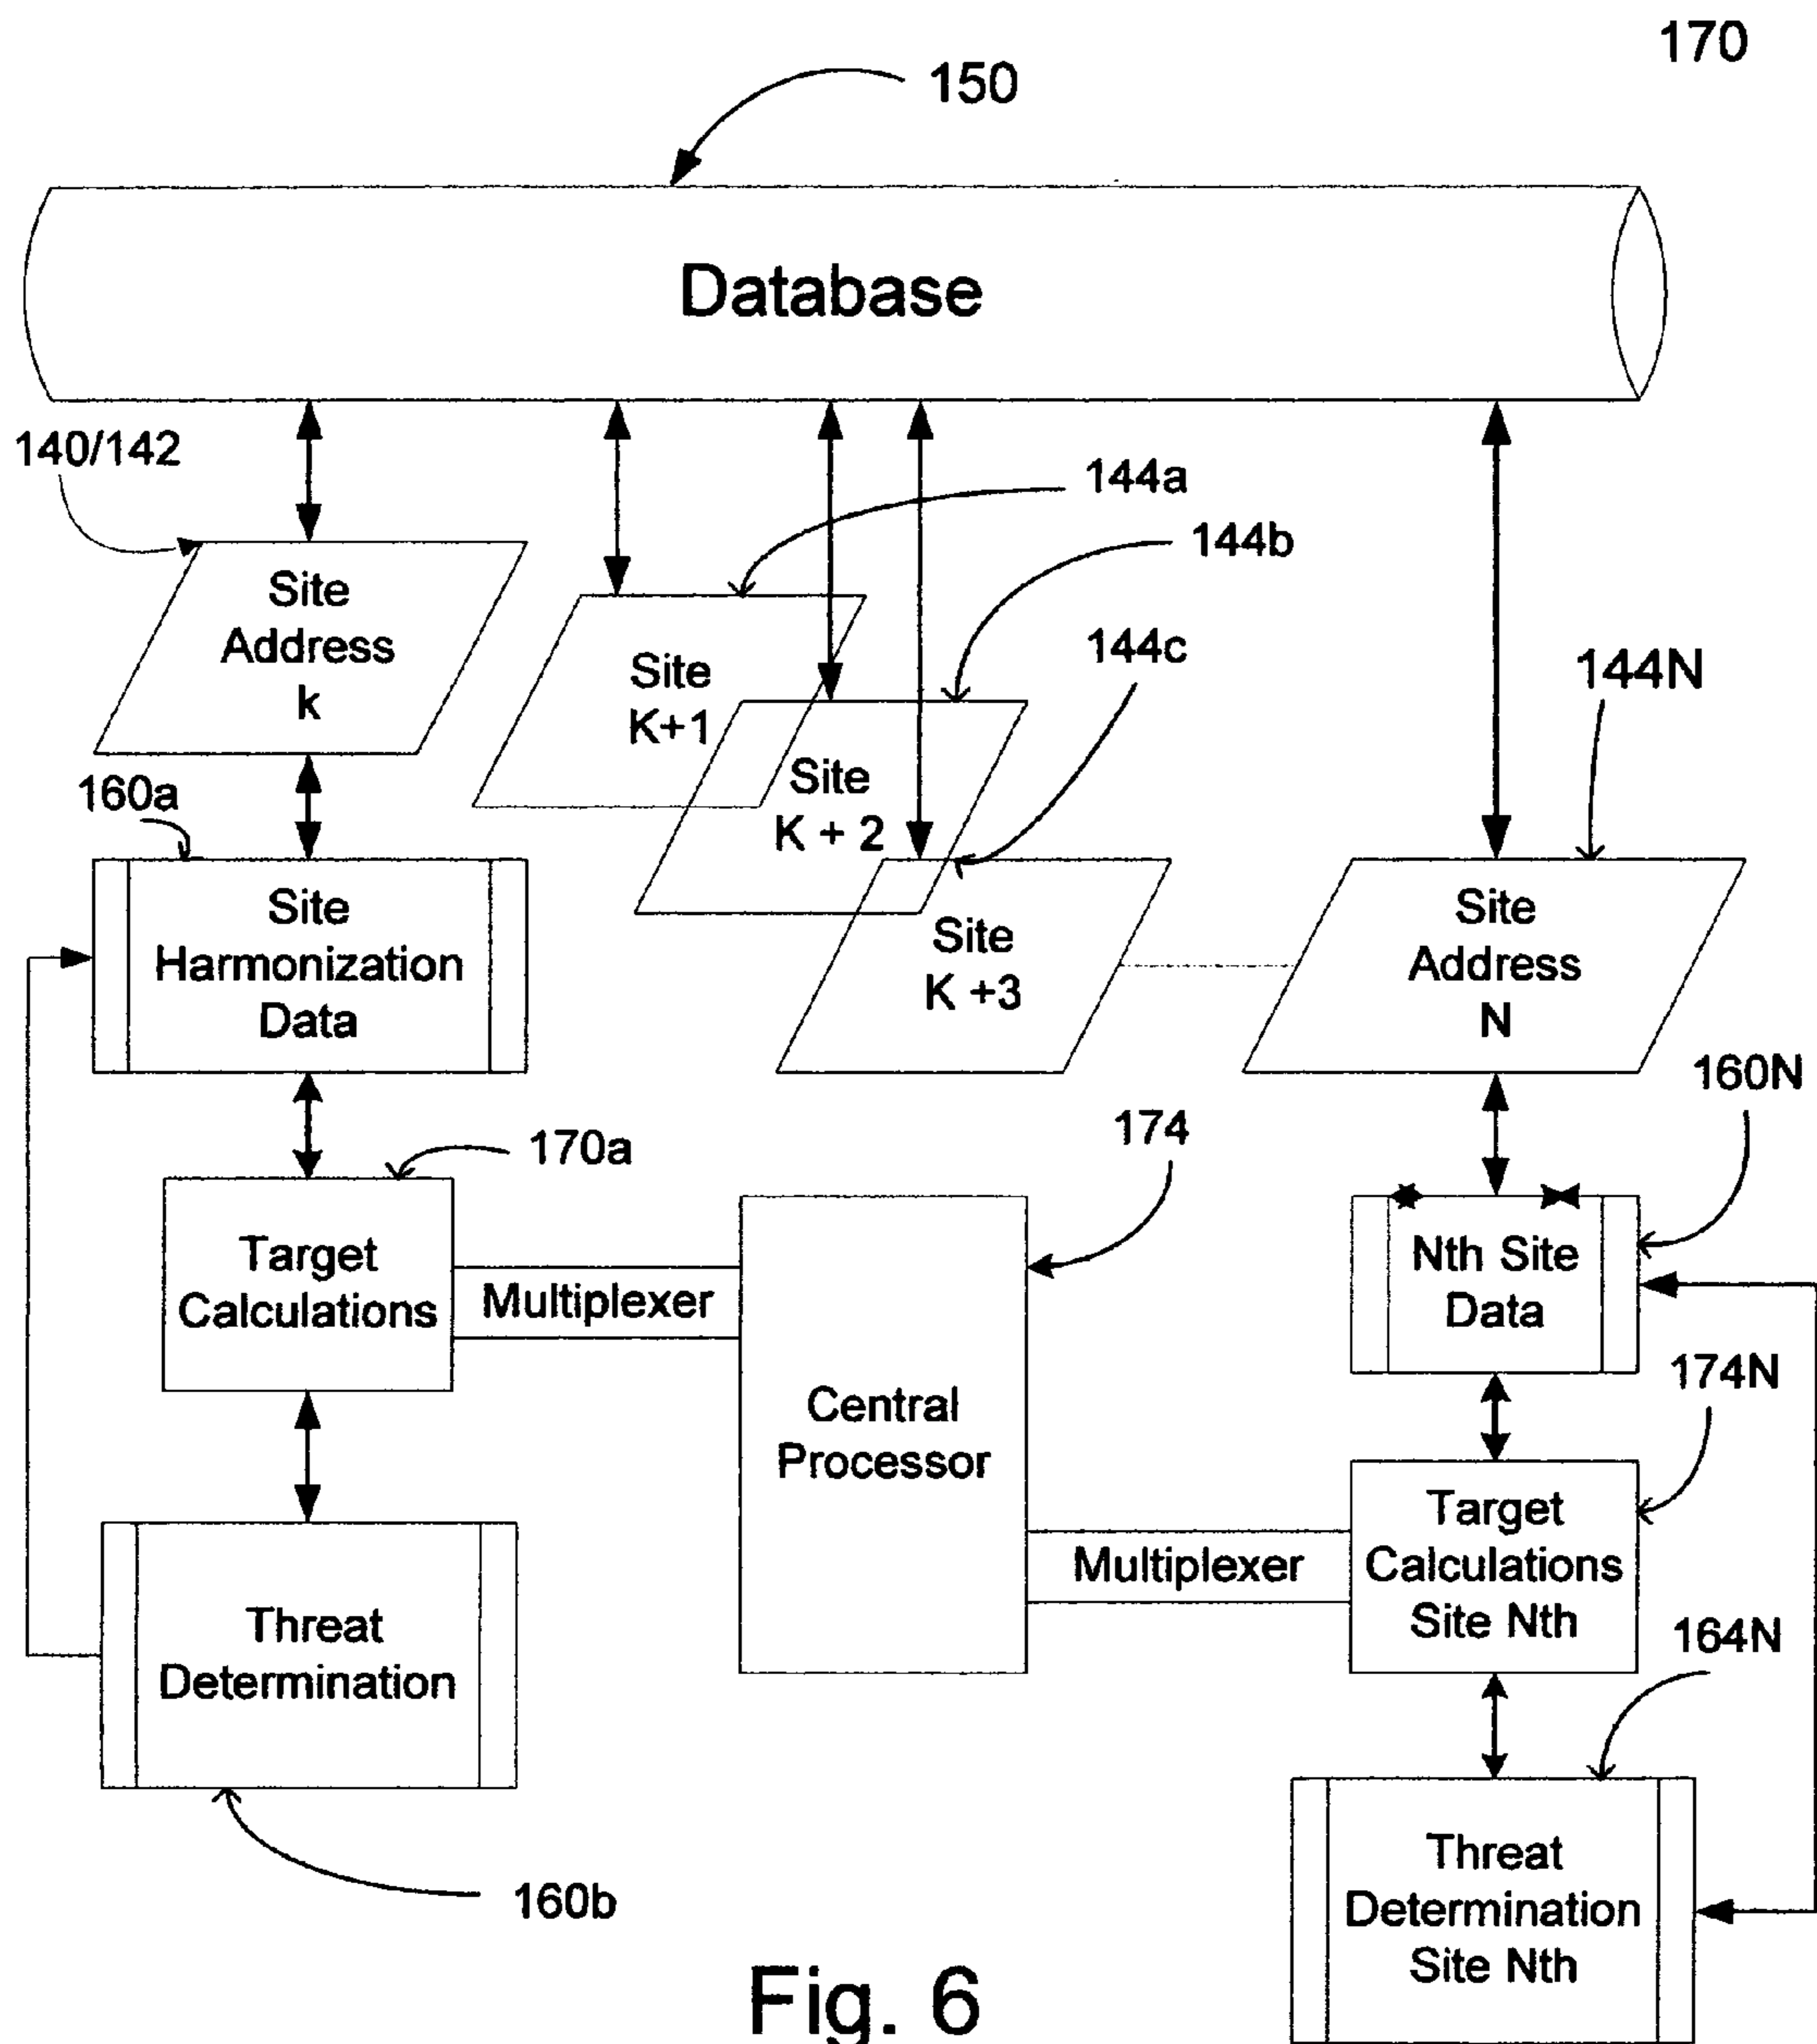 170
150
Database
140/142
144a
144b
144c
144N
Site
Address
k
Site
K+1
Site
K + 2
Site
K +3
Site
Address
N
160a
Site
Harmonization
Data
160N
170a
174
Target
Calculations
Multiplexer
Central
Processor
Nth Site
Data
174N
Multiplexer
Target
Calculations
Site Nth
Threat
Determination
164N
160b
Threat
Determination
Site Nth
Fig. 6